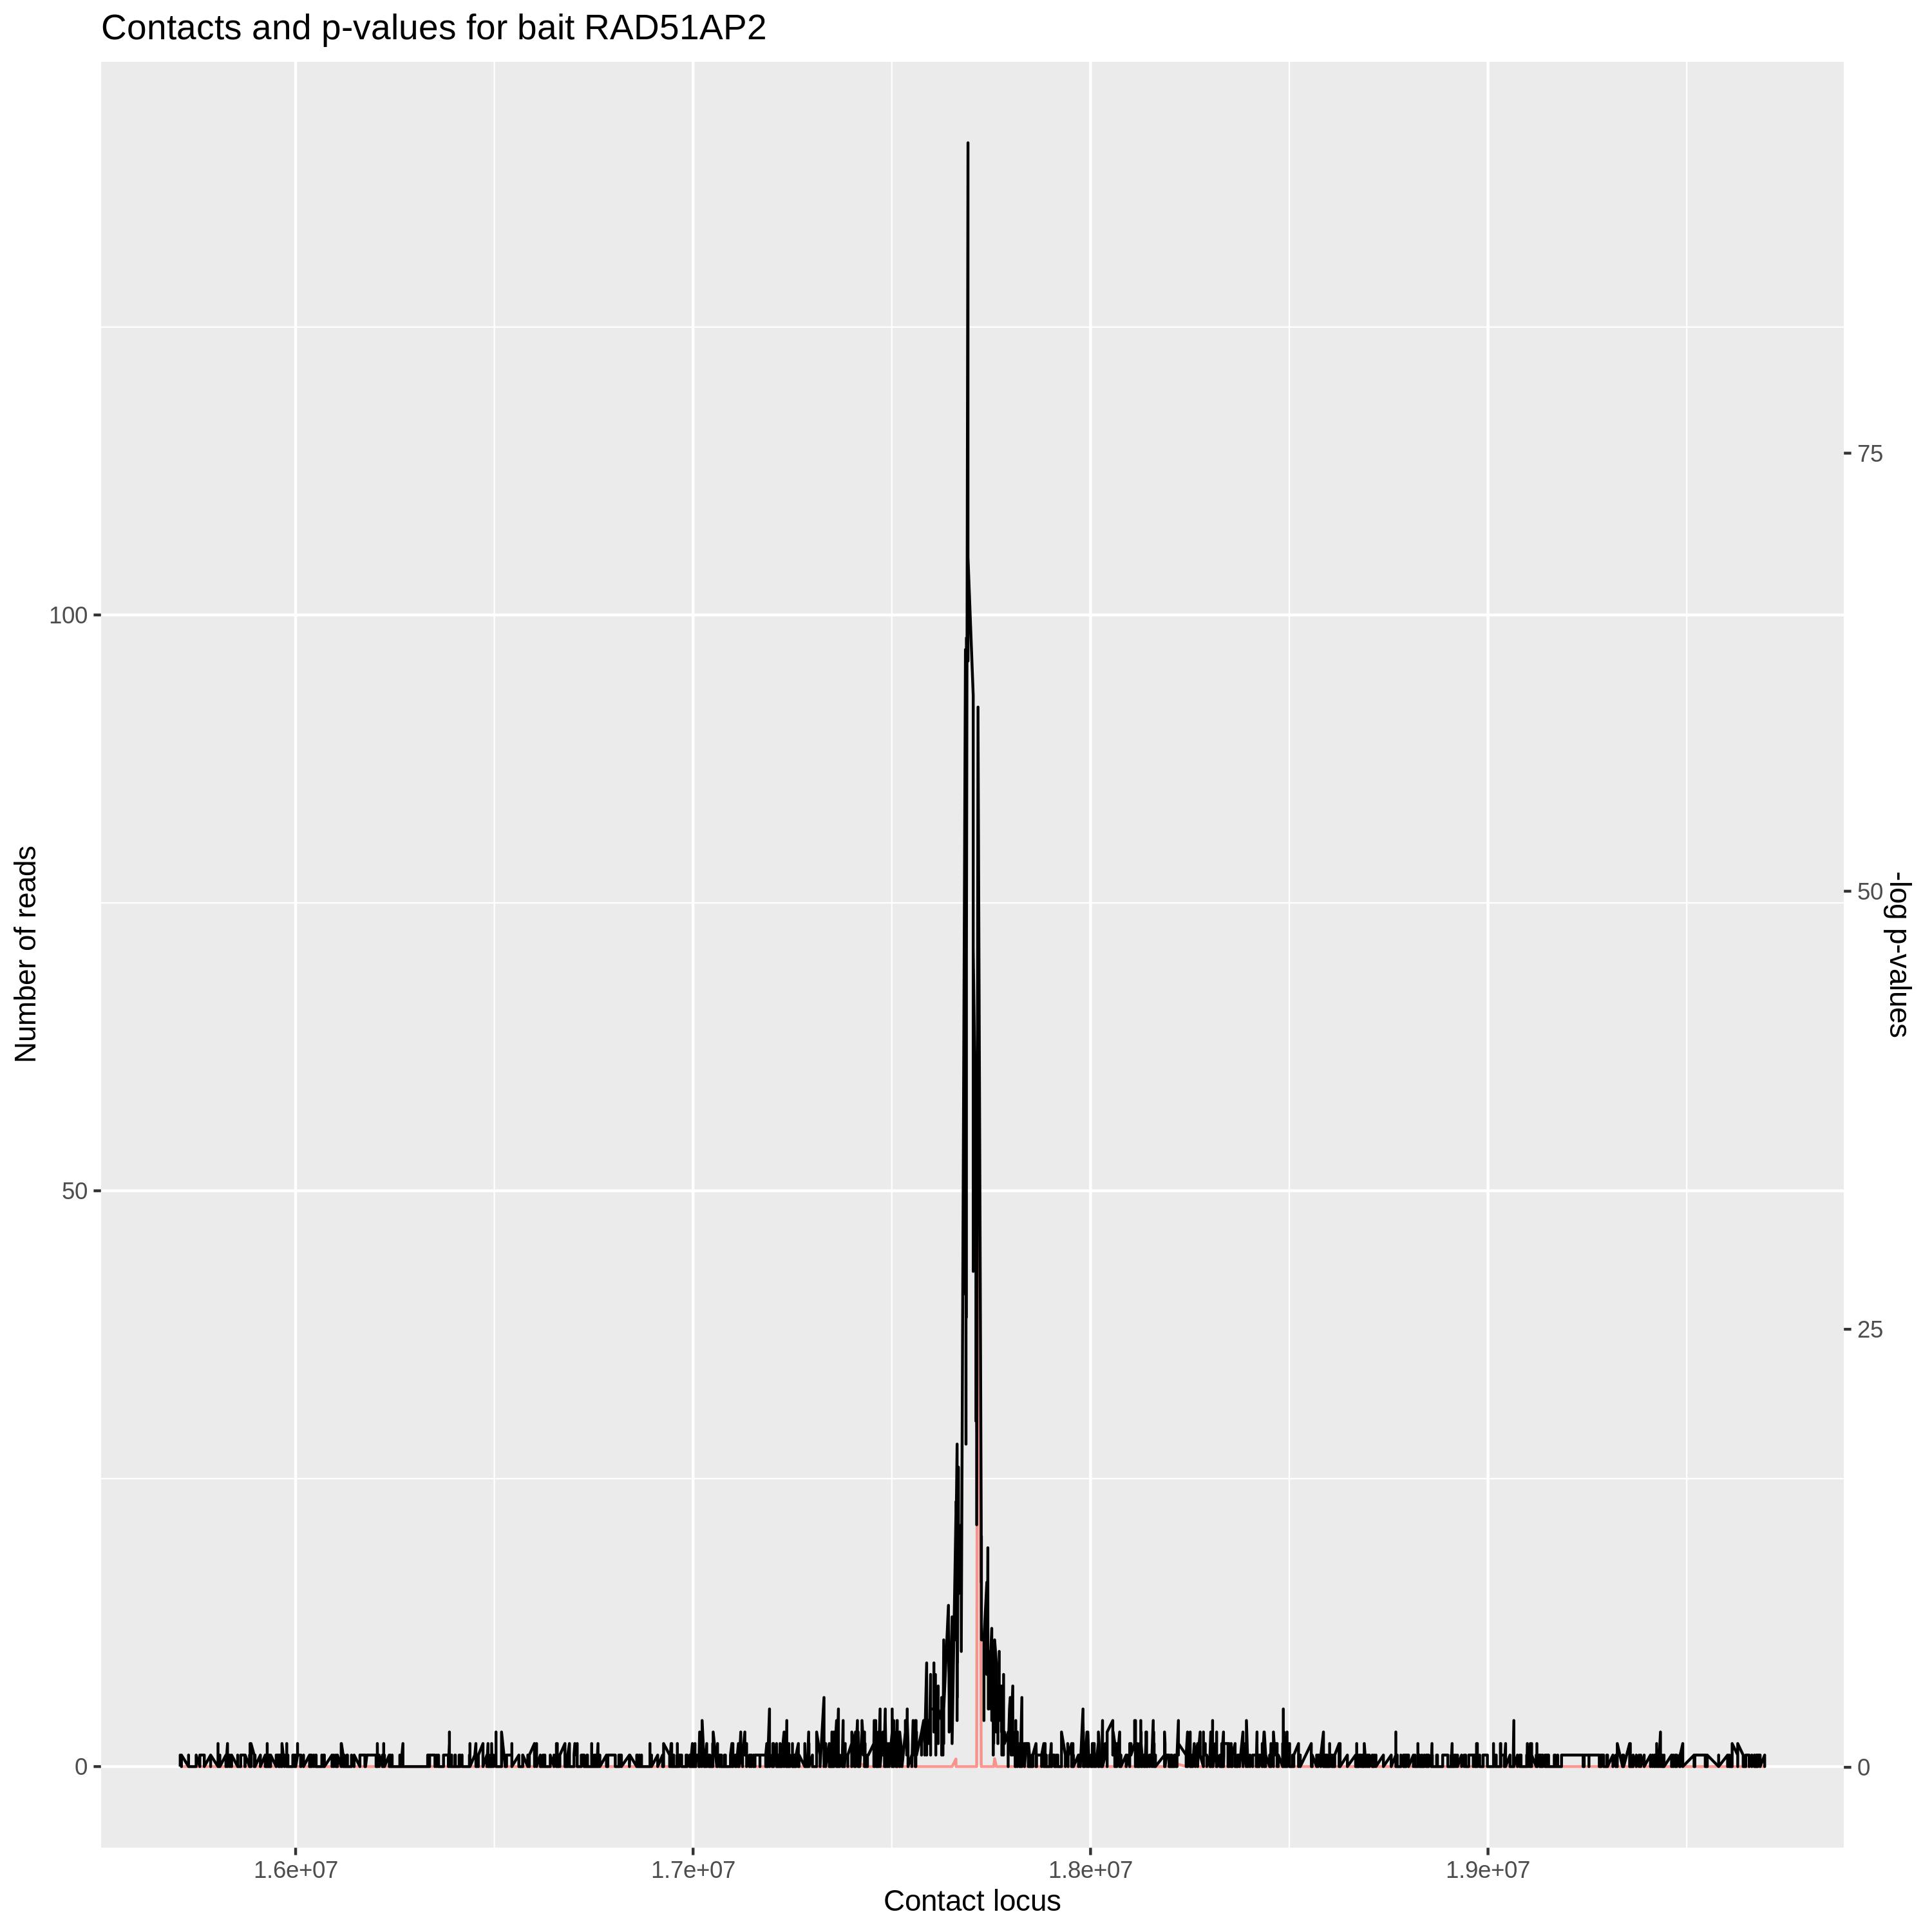 Contacts and p-values for bait RAD51AP2
Number of reads
100
50
0
75
50
25
0
-log p-values
1.6e+07
1.7e+07
1.8e+07
1.9e+07
Contact locus